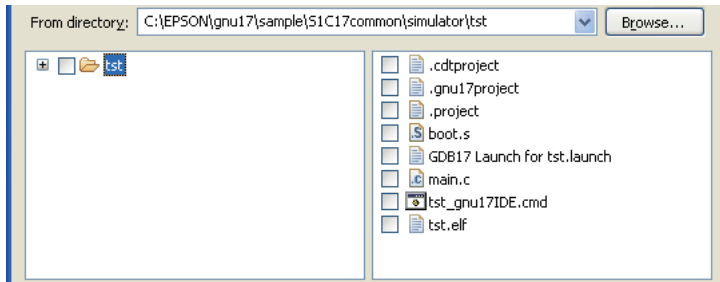 From directory: C:\EPSON\gnu17\sample\S1C17common\simulator\tst Browse...
tst
.cdtproject
.gnu17project
.project
boot.s
GDB17 Launch for tst.launch
main.c
tst_gnu17IDE.cmd
tst.elf